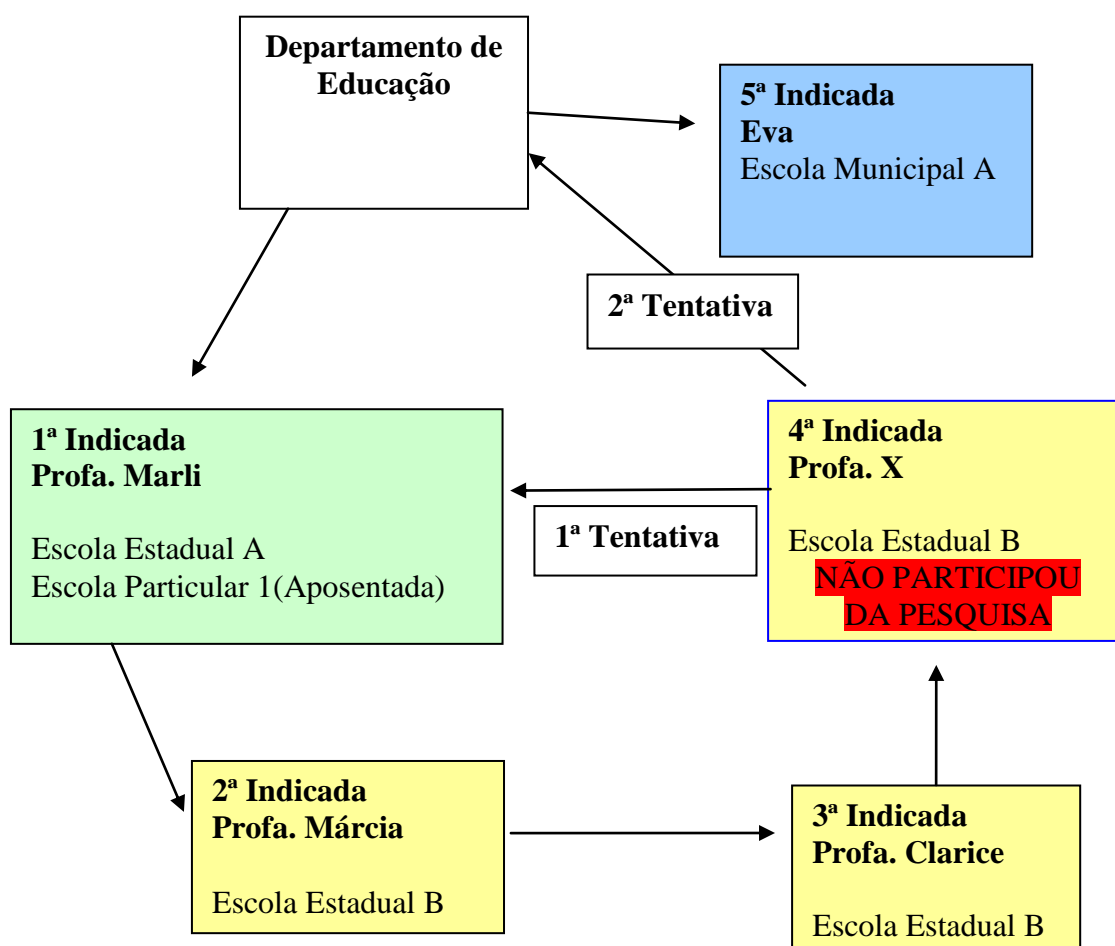 Departamento de
Educação
5ª Indicada
Eva
Escola Municipal A
2ª Tentativa
1ª Indicada
Profa. Marli
Escola Estadual A
Escola Particular 1(Aposentada)
4ª Indicada
Profa. X
Escola Estadual B
NÃO PARTICIPOU
DA PESQUISA
1ª Tentativa
2ª Indicada
Profa. Márcia
Escola Estadual B
3ª Indicada
Profa. Clarice
Escola Estadual B